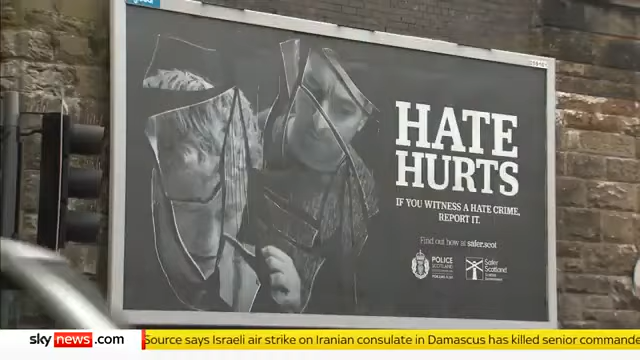 HATE
HURTS
IF YOU WITNESS A HATE CRIME,
REPORT IT.
Find out how at safer.scot
POLICE
SCOTLAND
Safer
Scotland
sky news.com
Source says Israeli air strike on Iranian consulate in Damascus has killed senior commande